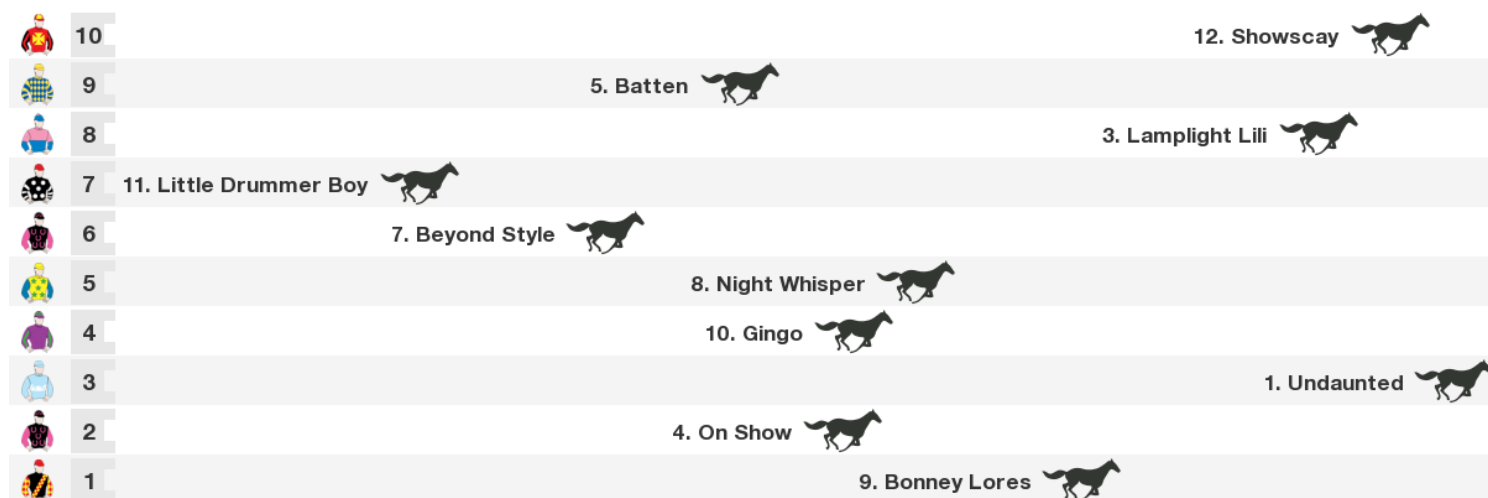 10 12. Showscay
9 5. Batten
8 3. Lamplight Lili
7 11. Little Drummer Boy
6 7. Beyond Style
5 8. Night Whisper
4 10. Gingo
3 1. Undaunted
2 4. On Show
1 9. Bonney Lores